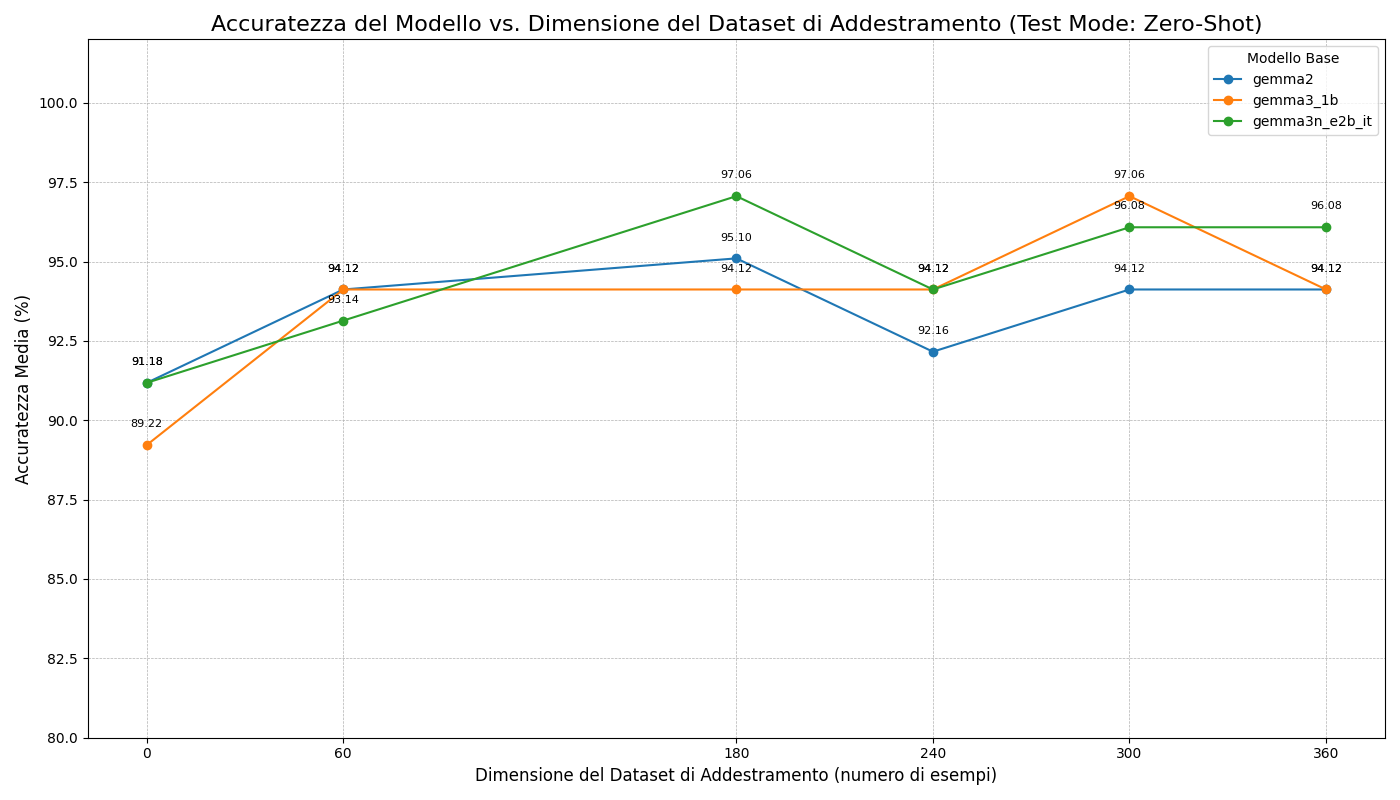 Accuratezza del Modello vs. Dimensione del Dataset di Addestramento (Test Mode: Zero-Shot)
Modello Base
gemma2
gemma3_1b
gemma3n_e2b_it
Accuratezza Media (%)
100.0
97.5
95.0
92.5
90.0
87.5
85.0
82.5
80.0
91.18
89.22
94.12
93.14
97.06
95.10
94.12
94.12
92.16
97.06
96.08
94.12
96.08
94.12
0 60 180 240 300 360
Dimensione del Dataset di Addestramento (numero di esempi)